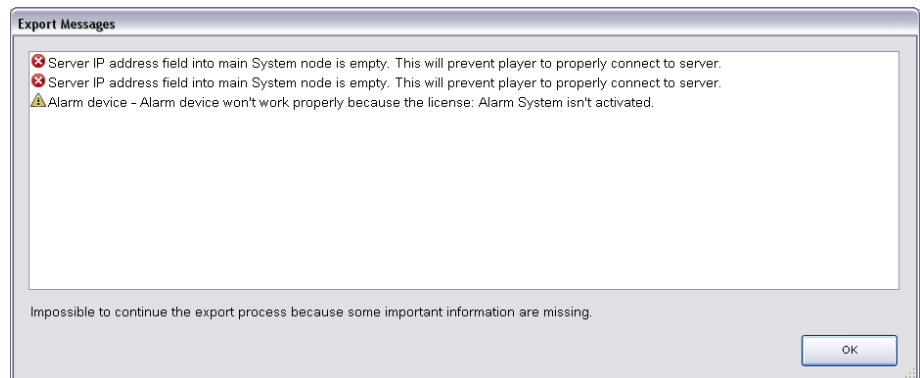 Export Messages
Server IP address field into main System node is empty. This will prevent player to properly connect to server.
Server IP address field into main System node is empty. This will prevent player to properly connect to server.
Alarm device - Alarm device won't work properly because the license: Alarm System isn't activated.
Impossible to continue the export process because some important information are missing.
OK